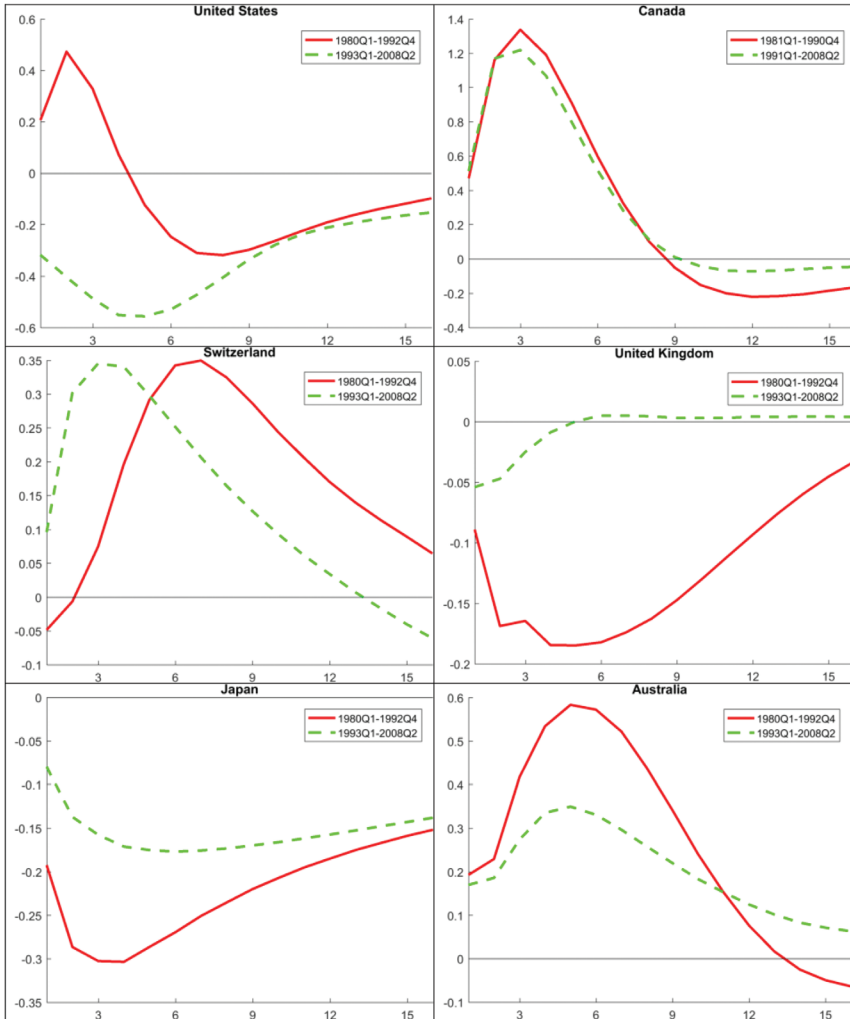 United States
0.6
0.4
0.2
0
-0.2
-0.4
-0.6
3 6 9 12 15
1980Q1-1992Q4
1993Q1-2008Q2
Canada
1.4
1.2
1
0.8
0.6
0.4
0.2
0
-0.2
-0.4
3 6 9 12 15
1981Q1-1990Q4
1991Q1-2008Q2
Switzerland
0.35
0.3
0.25
0.2
0.15
0.1
0.05
0
-0.05
-0.1
3 6 9 12 15
1980Q1-1992Q4
1993Q1-2008Q2
United Kingdom
0.05
0
-0.05
-0.1
-0.15
-0.2
3 6 9 12 15
1980Q1-1992Q4
1993Q1-2008Q2
Japan
0
-0.05
-0.1
-0.15
-0.2
-0.25
-0.3
-0.35
3 6 9 12 15
1980Q1-1992Q4
1993Q1-2008Q2
Australia
0.6
0.5
0.4
0.3
0.2
0.1
0
-0.1
3 6 9 12 15
1980Q1-1992Q4
1993Q1-2008Q2